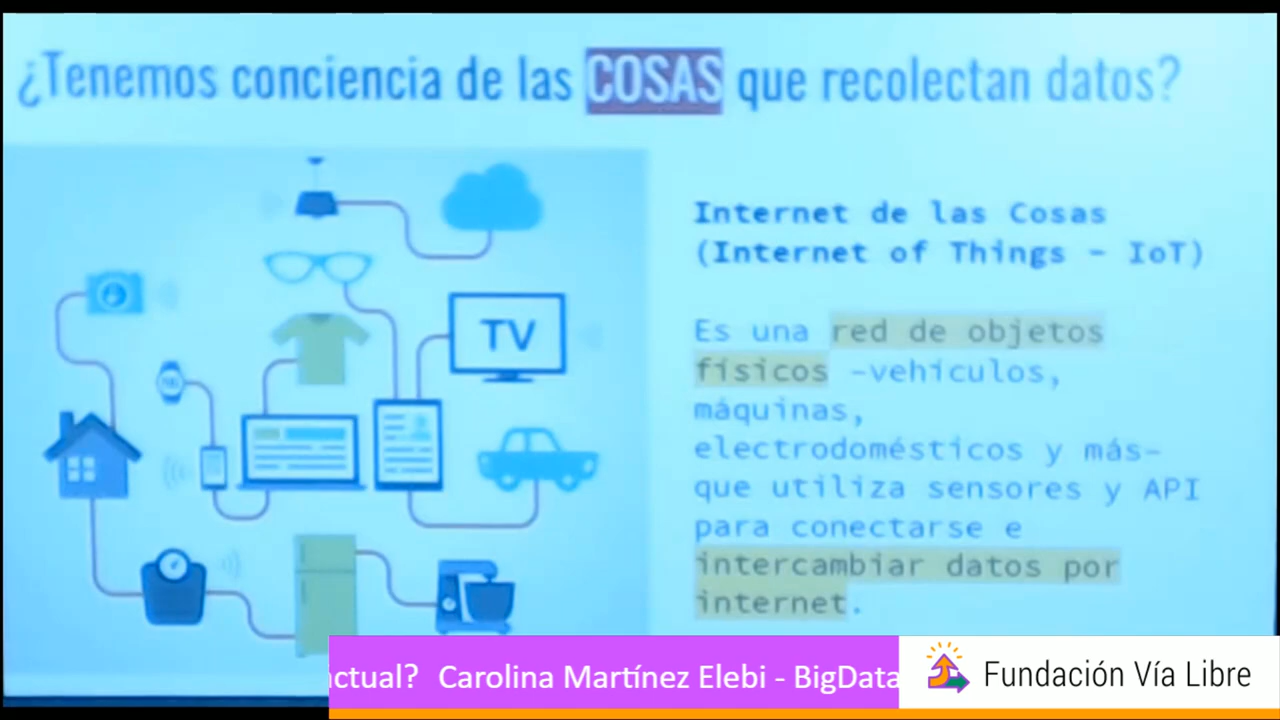 ¿Tenemos conciencia de las COSAS que recolectan datos?
TV
Internet de las Cosas
(Internet of Things – IoT)
Es una red de objetos
físicos –vehículos,
máquinas,
electrodomésticos y más–
que utiliza sensores y API
para conectarse e
intercambiar datos por
internet.
actual? Carolina Martínez Elebi - BigData
Fundación Vía Libre